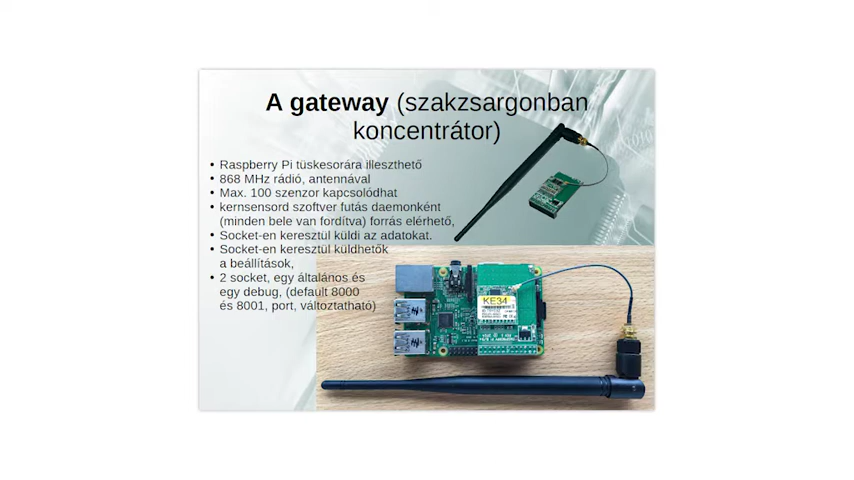 A gateway (szakzsargonban
koncentrátor)
• Raspberry Pi tüskesorára illeszthető
• 868 MHz rádió, antennával
• Max. 100 szenzor kapcsolódhat
• kernsensord szoftver futás daemonként
(minden bele van fordítva) forrás elérhető,
• Socket-en keresztül küldi az adatokat.
• Socket-en keresztül küldhetők
a beállítások,
• 2 socket, egy általános és
egy debug, (default 8000
és 8001, port, változtatható)
KE34